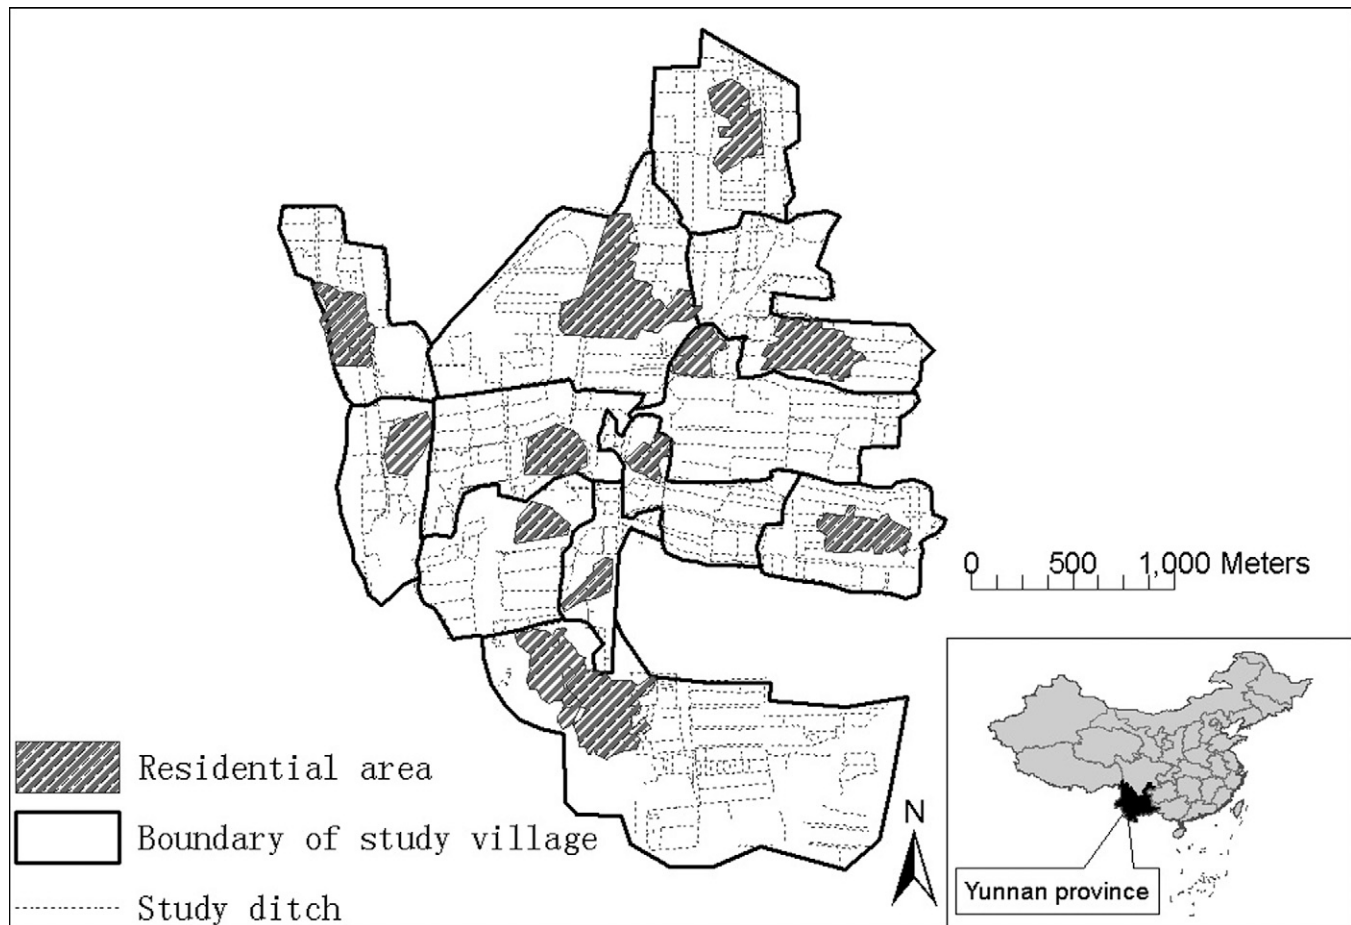 0 500 1,000 Meters
Residential area
Boundary of study village
N
Study ditch
Yunnan province